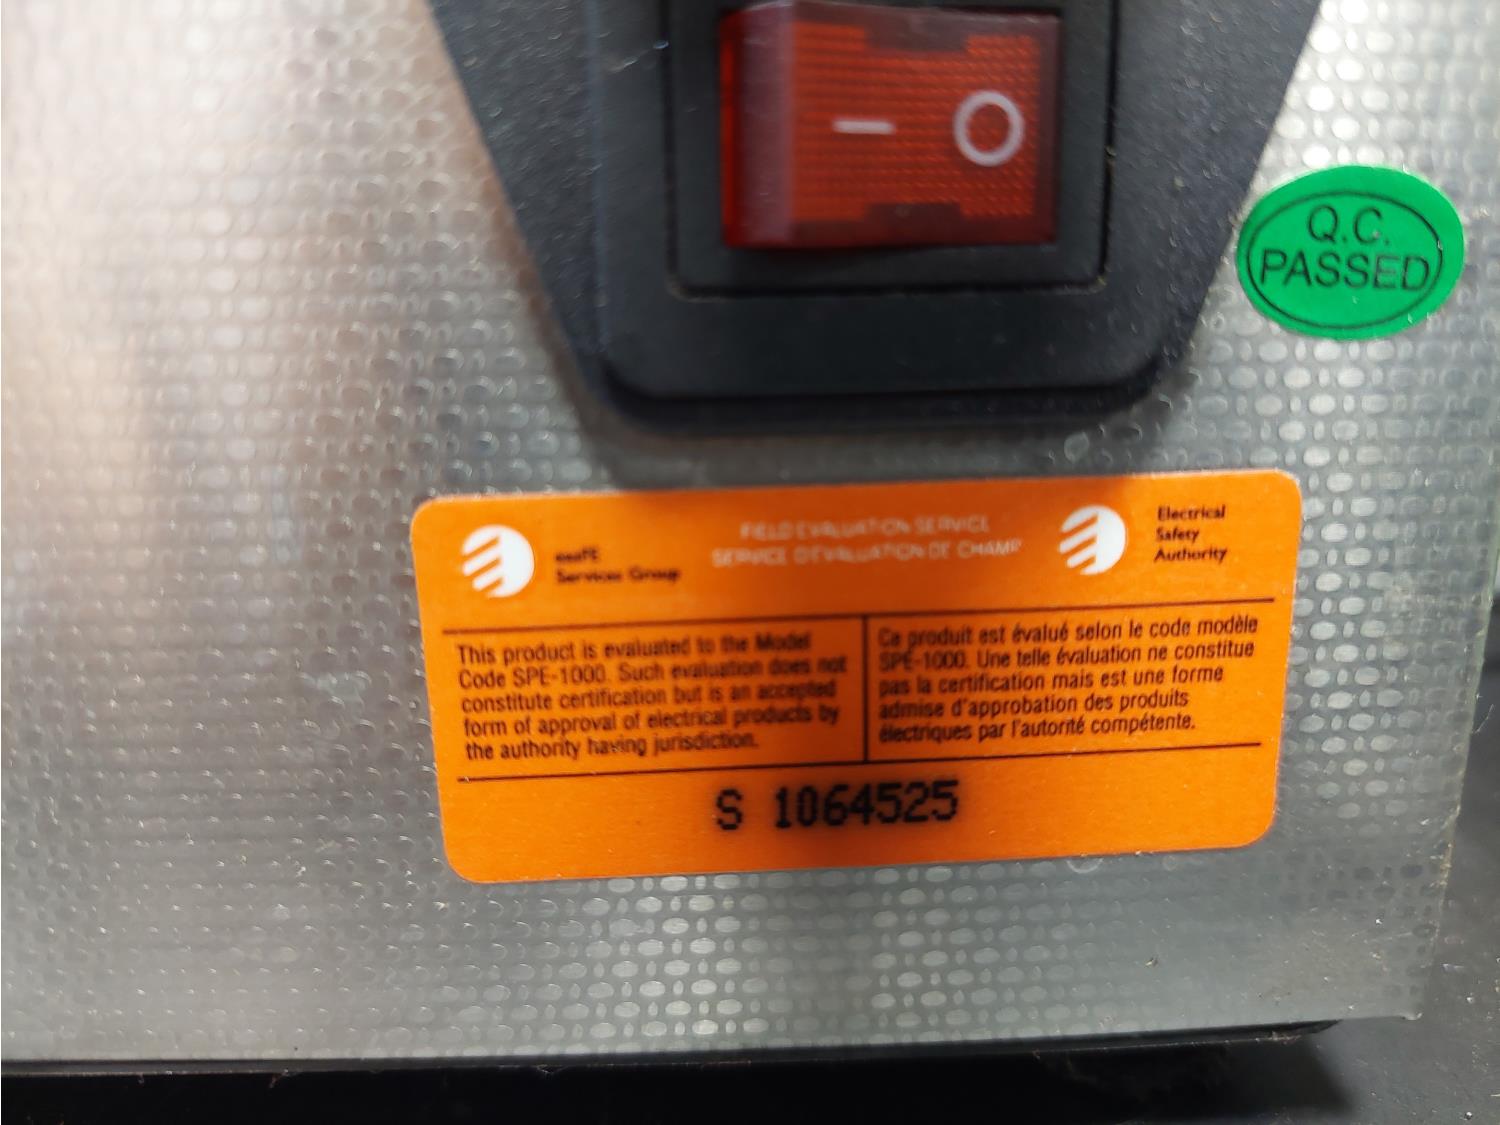 — O
Q.C.
PASSED
esaFE
Services Group
FIELD EVALUATION SERVICE
SERVICE D'ÉVALUATION DE CHAMP
Electrical
Safety
Authority
This product is evaluated to the Model
Code SPE-1000. Such evaluation does not
constitute certification but is an accepted
form of approval of electrical products by
the authority having jurisdiction.
Ce produit est évalué selon le code modèle
SPE-1000. Une telle évaluation ne constitue
pas la certification mais est une forme
admise d'approbation des produits
électriques par l'autorité compétente.
S 1064525